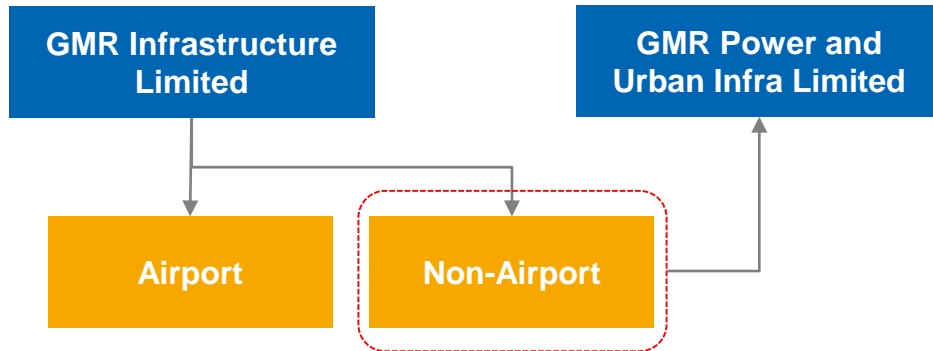 GMR Infrastructure
Limited
GMR Power and
Urban Infra Limited
Airport
Non-Airport